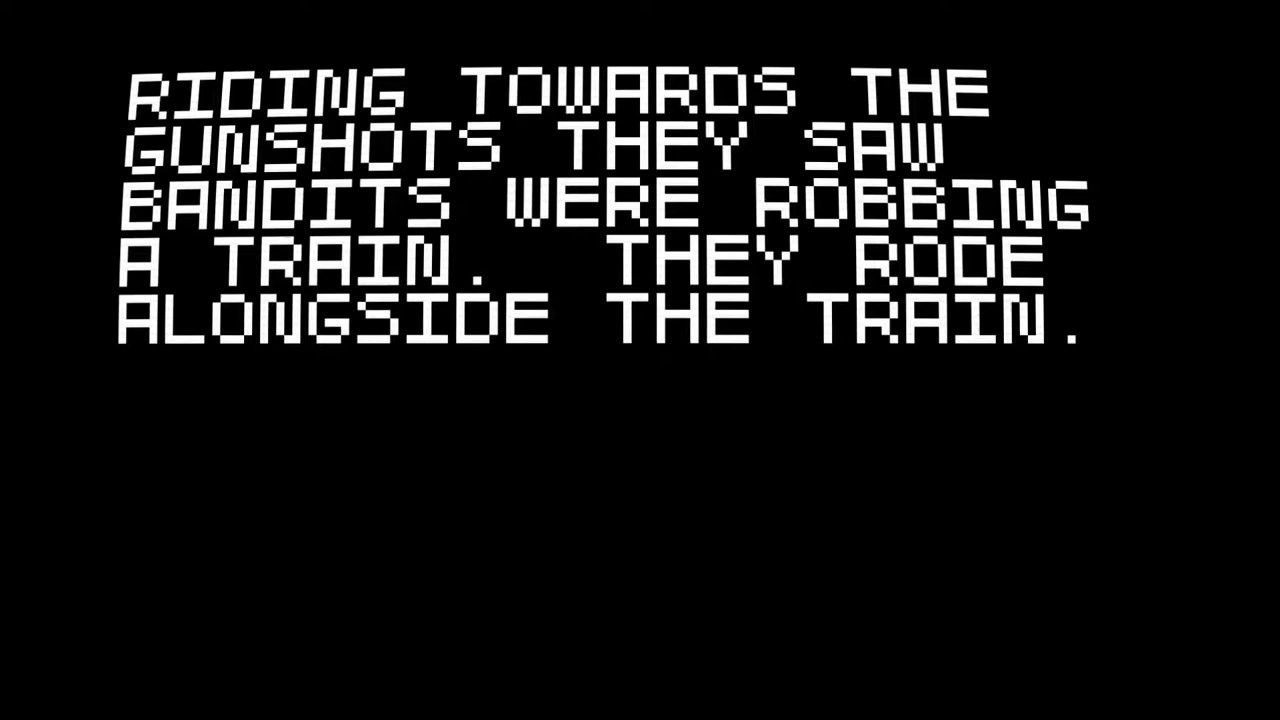 RIDING TOWARDS THE
GUNSHOTS THEY SAW
BANDITS WERE ROBBING
A TRAIN.  THEY RODE
ALONGSIDE THE TRAIN.